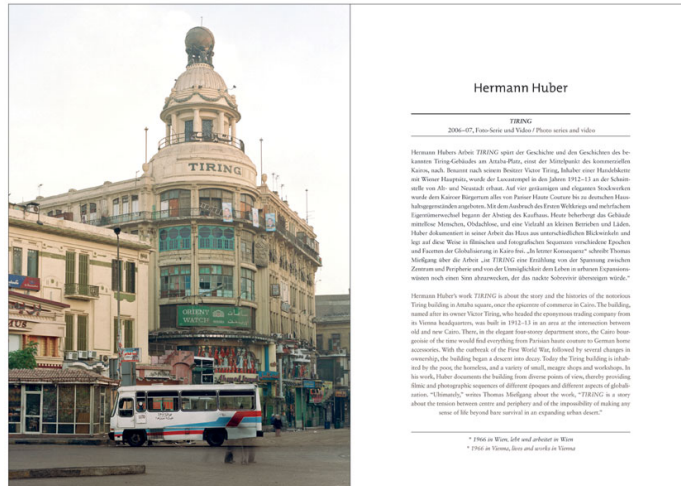 TIRING
ORIENT
WATCH
Hermann Huber
TIRING
2006–07, Foto-Serie und Video / Photo series and video
Hermann Hubers Arbeit TIRING spürt der Geschichte und den Geschichten des be-
kannten Tiring-Gebäudes am Attaba-Platz, einst der Mittelpunkt des kommerziellen
Kairos, nach. Benannt nach seinem Besitzer Victor Tiring, Inhaber einer Handelskette
mit Wiener Hauptsitz, wurde der Luxustempel in den Jahren 1912–13 an der Schnitt-
stelle von Alt- und Neustadt erbaut. Auf vier geräumigen und eleganten Stockwerken
wurde dem Kairoer Bürgertum alles von Pariser Haute Couture bis zu deutschen Haus-
haltsgegenständen angeboten. Mit dem Ausbruch des Ersten Weltkriegs und mehrfachem
Eigentümerwechsel begann der Abstieg des Kaufhaus. Heute beherbergt das Gebäude
mittellose Menschen, Obdachlose, und eine Vielzahl an kleinen Betrieben und Läden.
Huber dokumentiert in seiner Arbeit das Haus aus unterschiedlichen Blickwinkeln und
legt auf diese Weise in filmischen und fotografischen Sequenzen verschiedene Epochen
und Facetten der Globalisierung in Kairo frei. „In letzter Konsequenz“ schreibt Thomas
Mießgang über die Arbeit „ist TIRING eine Erzählung von der Spannung zwischen
Zentrum und Peripherie und von der Unmöglichkeit dem Leben in urbanen Expansions-
wüsten noch einen Sinn abzuwecken, der das nackte Sobrevivir übersteigen würde.“
Hermann Huber's work TIRING is about the story and the histories of the notorious
Tiring building in Attaba square, once the epicentre of commerce in Cairo. The building,
named after its owner Victor Tiring, who headed the eponymous trading company from
its Vienna headquarters, was built in 1912–13 in an area at the intersection between
old and new Cairo. There, in the elegant four-storey department store, the Cairo bour-
geoisie of the time would find everything from Parisian haute couture to German home
accessories. With the outbreak of the First World War, followed by several changes in
ownership, the building began a descent into decay. Today the Tiring building is inhab-
ited by the poor, the homeless, and a variety of small, meagre shops and workshops. In
his work, Huber documents the building from diverse points of view, thereby providing
filmic and photographic sequences of different époques and different aspects of globali-
zation. "Ultimately," writes Thomas Mießgang about the work, "TIRING is a story
about the tension between centre and periphery and of the impossibility of making any
sense of life beyond bare survival in an expanding urban desert."
* 1966 in Wien, lebt und arbeitet in Wien
* 1966 in Vienna, lives and works in Vienna